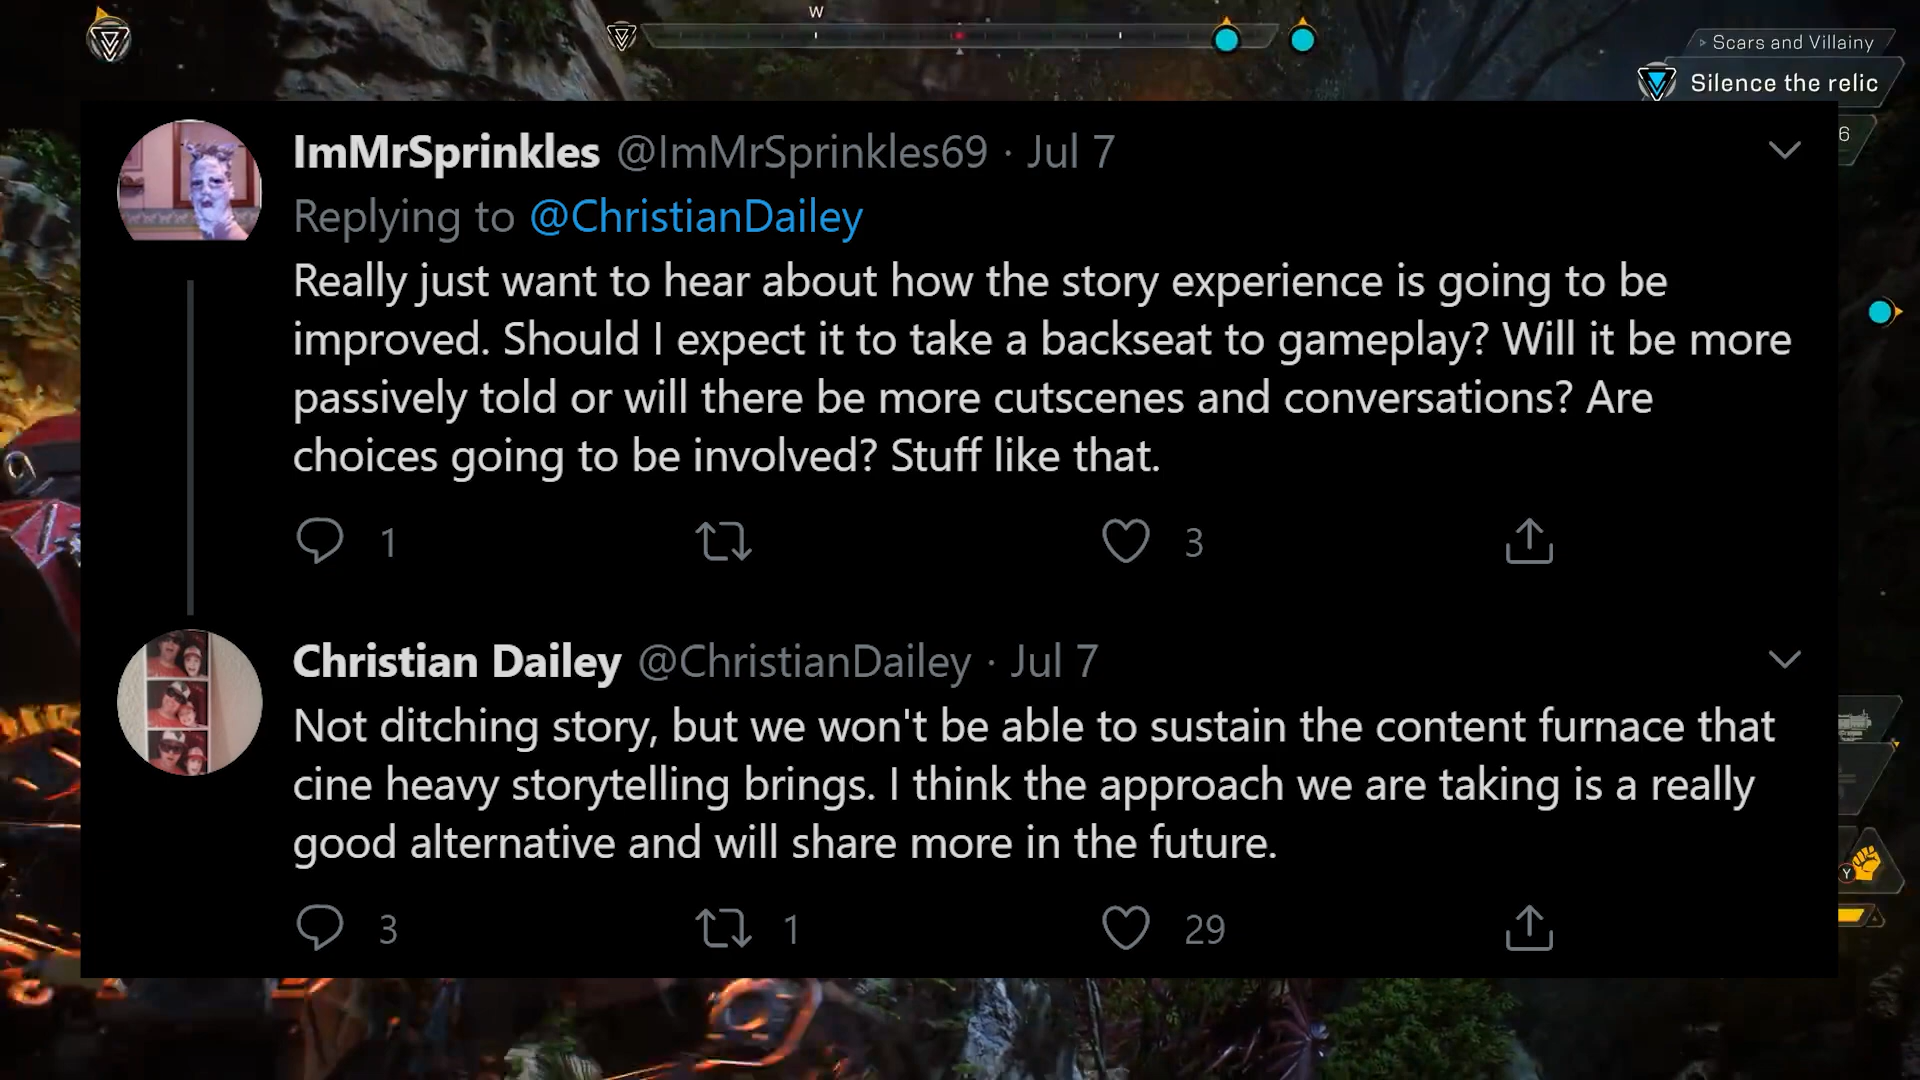 W
Scars and Villainy
Silence the relic
6
ImMrSprinkles @ImMrSprinkles69 · Jul 7
Replying to @ChristianDailey
Really just want to hear about how the story experience is going to be
improved. Should I expect it to take a backseat to gameplay? Will it be more
passively told or will there be more cutscenes and conversations? Are
choices going to be involved? Stuff like that.
1 3
Christian Dailey @ChristianDailey · Jul 7
Not ditching story, but we won't be able to sustain the content furnace that
cine heavy storytelling brings. I think the approach we are taking is a really
good alternative and will share more in the future.
Y
3 1 29